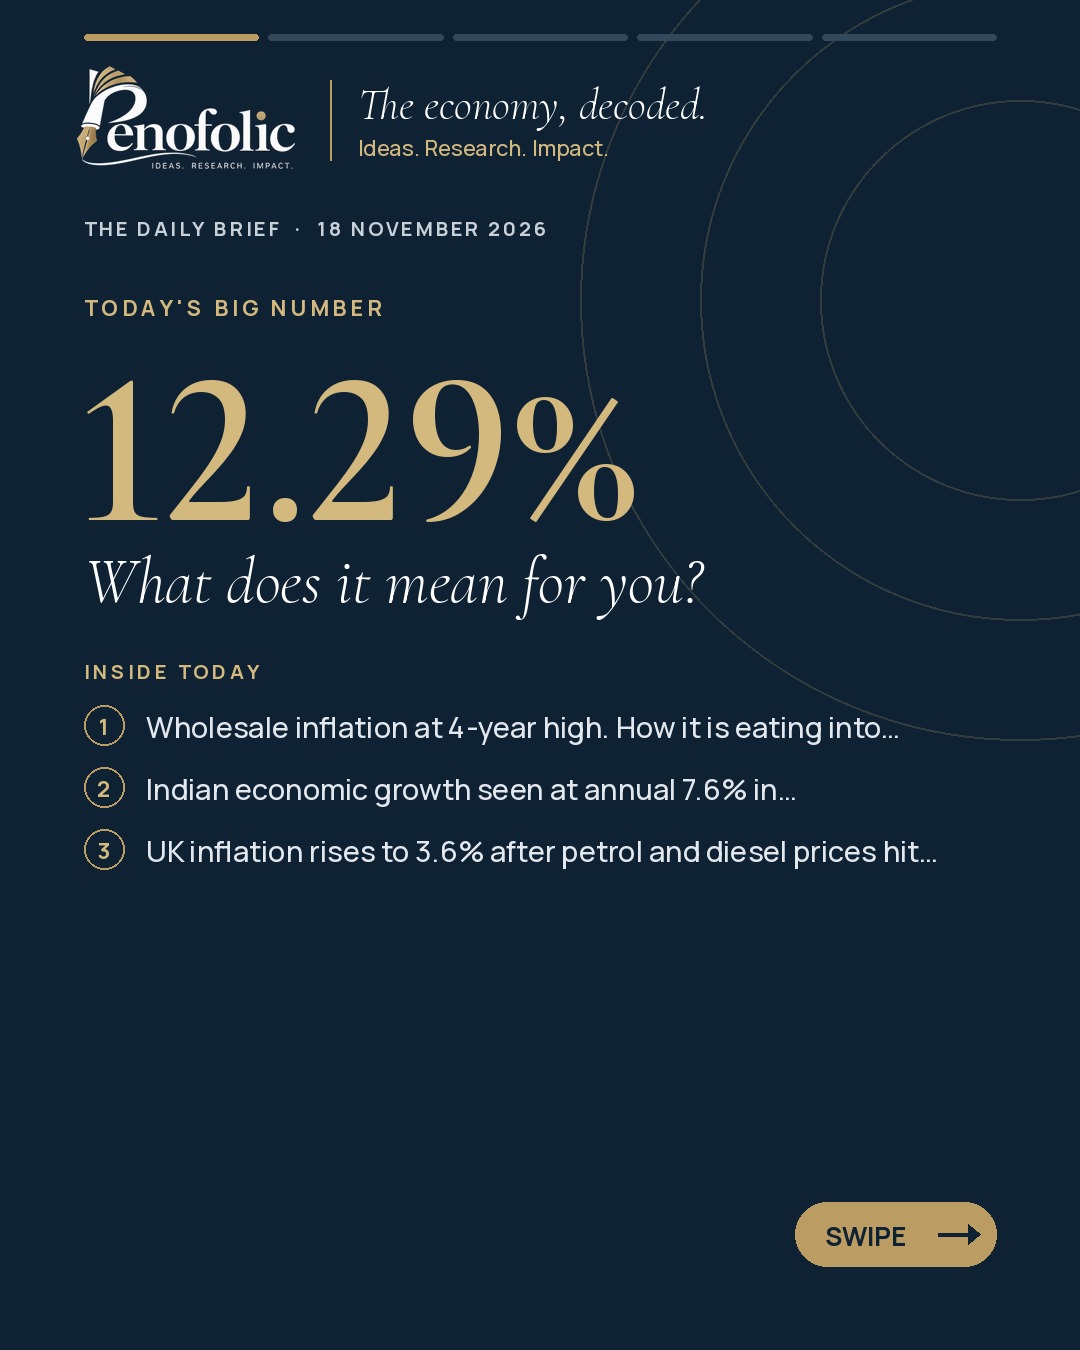 Penofolic
IDEAS. RESEARCH. IMPACT.
The economy, decoded.
Ideas. Research. Impact.
THE DAILY BRIEF · 18 NOVEMBER 2026
TODAY'S BIG NUMBER
12.29%
What does it mean for you?
INSIDE TODAY
1 Wholesale inflation at 4-year high. How it is eating into...
2 Indian economic growth seen at annual 7.6% in...
3 UK inflation rises to 3.6% after petrol and diesel prices hit...
SWIPE